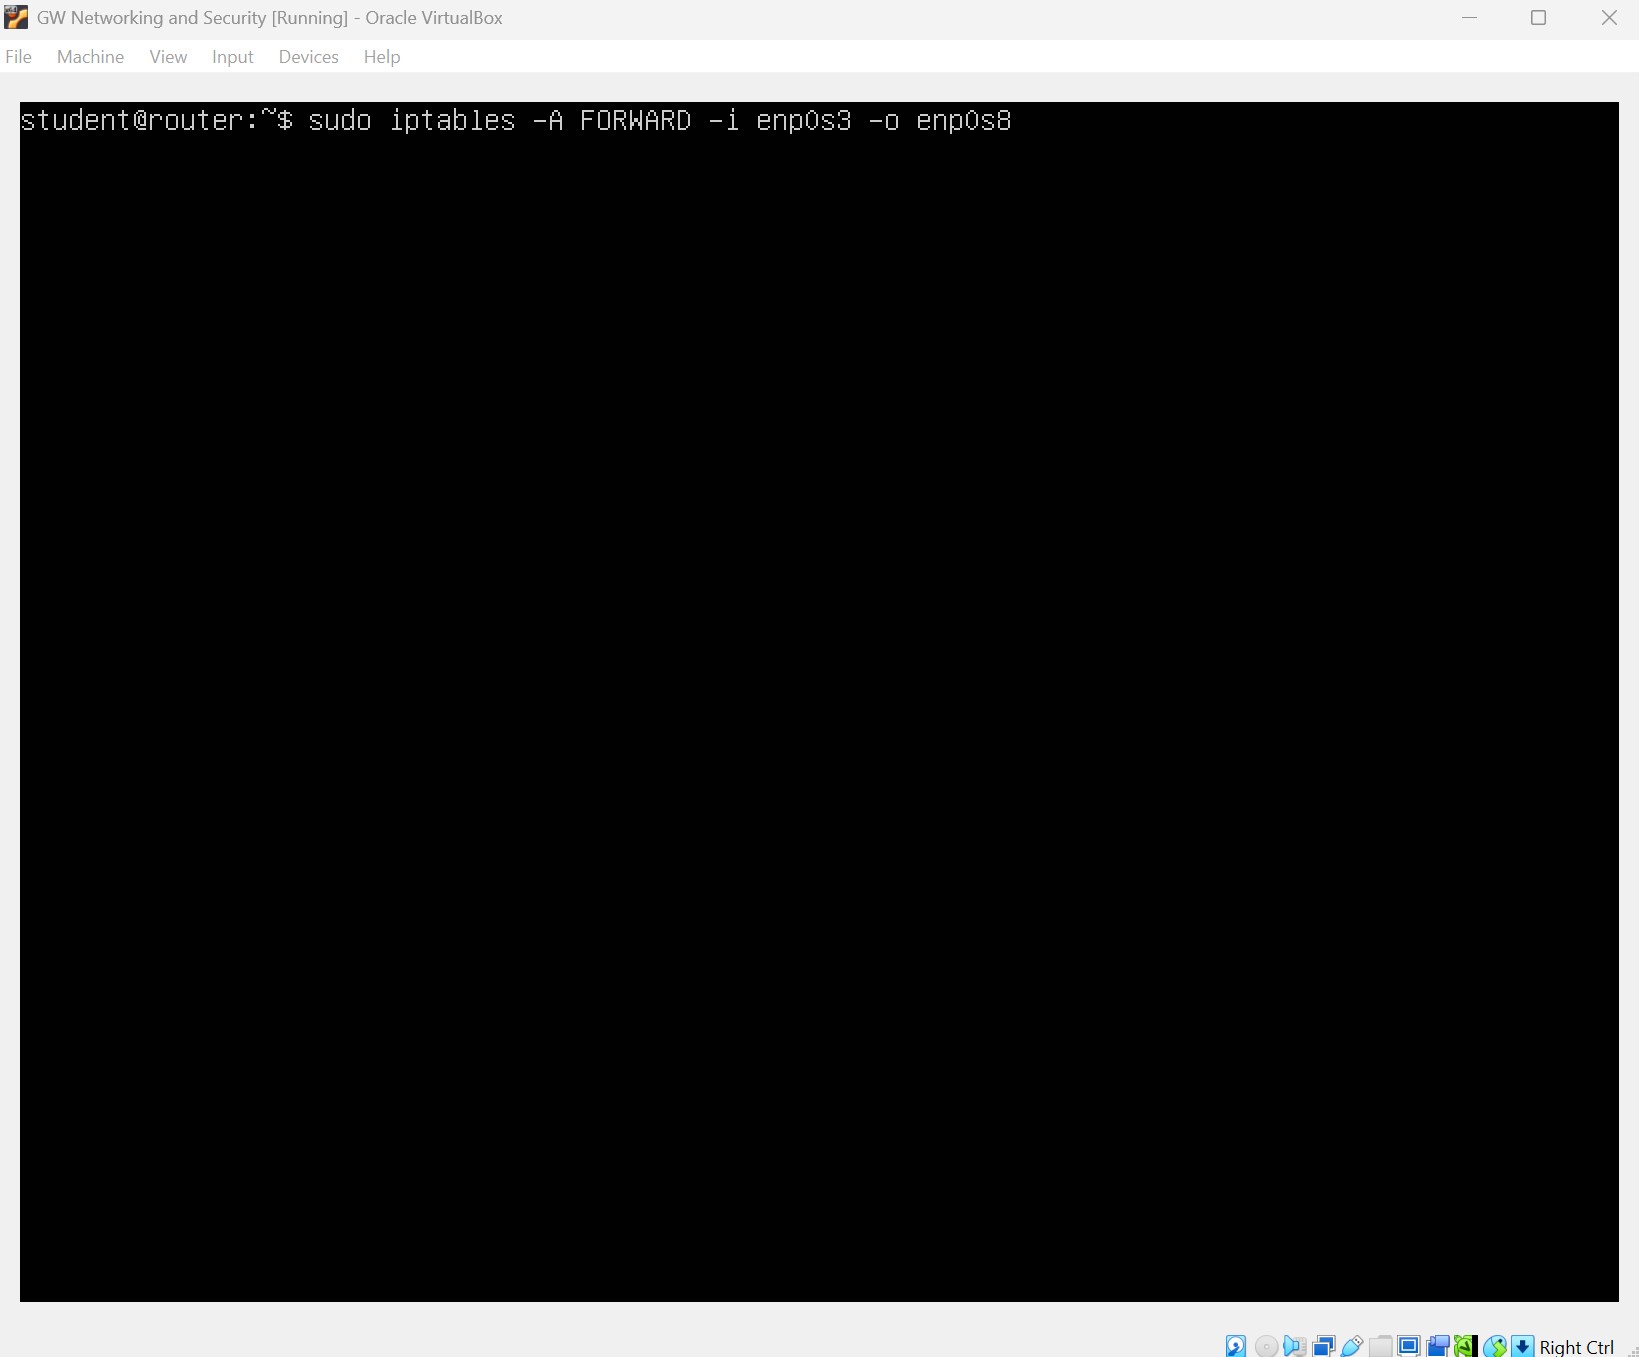 GW Networking and Security [Running] - Oracle VirtualBox
File Machine View Input Devices Help
student@router:~$ sudo iptables -A FORWARD -i enp0s3 -o enp0s8
Right Ctrl